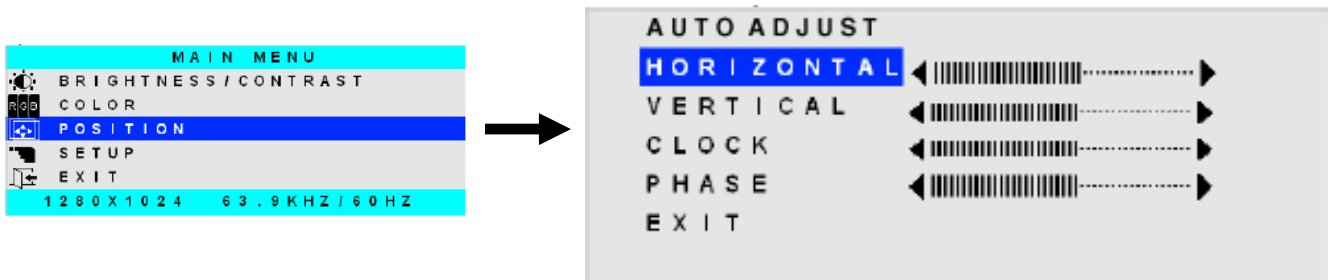 MAIN MENU
BRIGHTNESS/CONTRAST
RGB COLOR
POSITION
SETUP
EXIT
1280X1024 63.9KHZ/60HZ
AUTO ADJUST
HORIZONTAL
VERTICAL
CLOCK
PHASE
EXIT